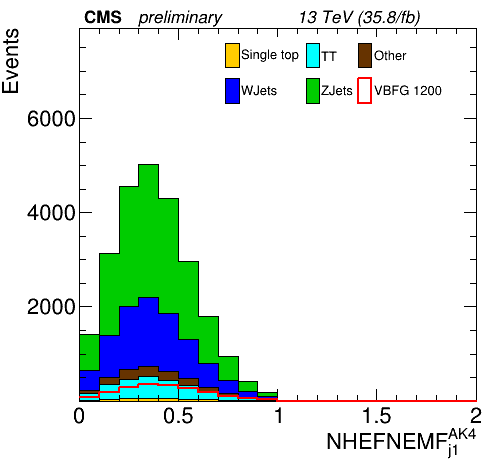 CMS preliminary 13 TeV (35.8/fb)
Events
Single top TT Other
WJets ZJets VBFG 1200
6000
4000
2000
0 0.5 1 1.5 2
NHEFNEMF^{AK4}_{j1}